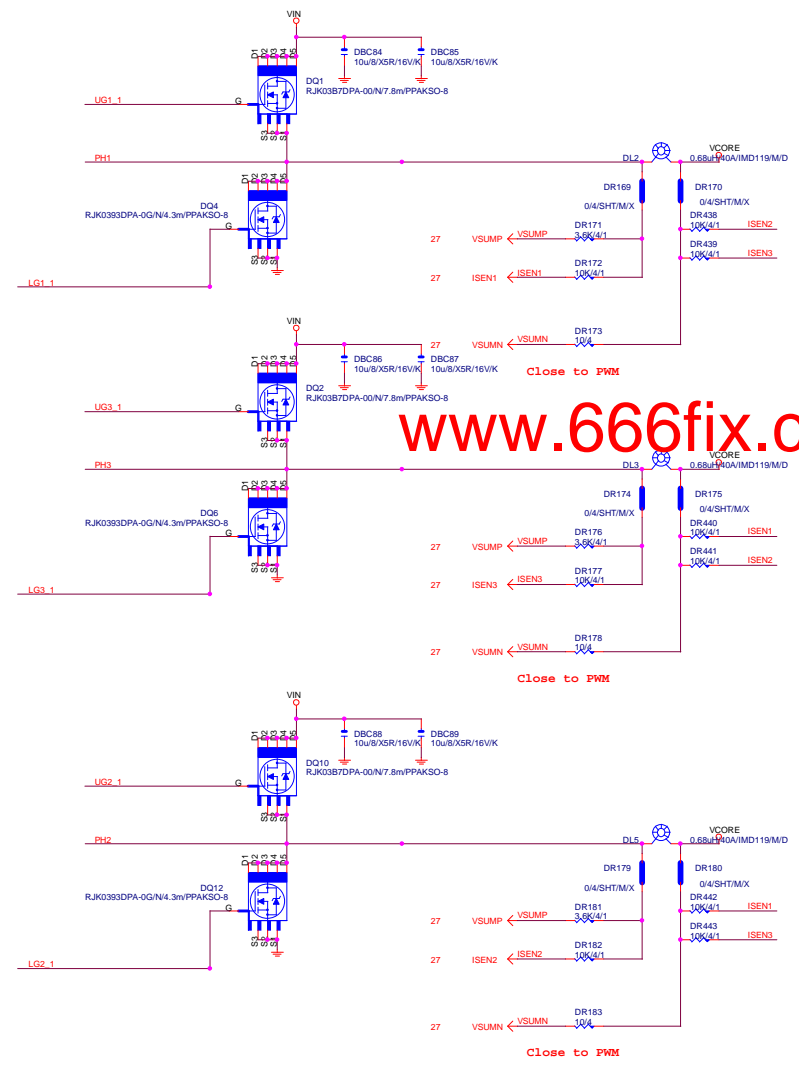 VIN
D1 D2 D3 D4 D5
DBC84
10u/8/X5R/16V/K
DBC85
10u/8/X5R/16V/K
DQ1
RJK03B7DPA-00/N/7.8m/PPAKSO-8
UG1_1
G
S3 S2 S1
PH1
VCORE
DL2
0.68uH/40A/IMD119/M/D
D1 D2 D3 D4 D5
DQ4
RJK0393DPA-0G/N/4.3m/PPAKSO-8
G
S3 S2 S1
LG1_1
DR169
0/4/SHT/M/X
DR170
0/4/SHT/M/X
DR438
10K/4/1
ISEN2
DR439
10K/4/1
ISEN3
27 VSUMP VSUMP
DR171
3.6K/4/1
27 ISEN1 ISEN1
DR172
10K/4/1
27 VSUMN VSUMN
DR173
10/4
Close to PWM
VIN
D1 D2 D3 D4 D5
DBC86
10u/8/X5R/16V/K
DBC87
10u/8/X5R/16V/K
DQ2
RJK03B7DPA-00/N/7.8m/PPAKSO-8
UG3_1
G
S3 S2 S1
www.666fix.c
PH3
VCORE
DL3
0.68uH/40A/IMD119/M/D
D1 D2 D3 D4 D5
DQ6
RJK0393DPA-0G/N/4.3m/PPAKSO-8
G
S3 S2 S1
LG3_1
DR174
0/4/SHT/M/X
DR175
0/4/SHT/M/X
DR440
10K/4/1
ISEN1
DR441
10K/4/1
ISEN2
27 VSUMP VSUMP
DR176
3.6K/4/1
27 ISEN3 ISEN3
DR177
10K/4/1
27 VSUMN VSUMN
DR178
10/4
Close to PWM
VIN
D1 D2 D3 D4 D5
DBC88
10u/8/X5R/16V/K
DBC89
10u/8/X5R/16V/K
DQ10
RJK03B7DPA-00/N/7.8m/PPAKSO-8
UG2_1
G
S3 S2 S1
PH2
VCORE
DL5
0.68uH/40A/IMD119/M/D
D1 D2 D3 D4 D5
DQ12
RJK0393DPA-0G/N/4.3m/PPAKSO-8
G
S3 S2 S1
LG2_1
DR179
0/4/SHT/M/X
DR180
0/4/SHT/M/X
DR442
10K/4/1
ISEN1
DR443
10K/4/1
ISEN3
27 VSUMP VSUMP
DR181
3.6K/4/1
27 ISEN2 ISEN2
DR182
10K/4/1
27 VSUMN VSUMN
DR183
10/4
Close to PWM